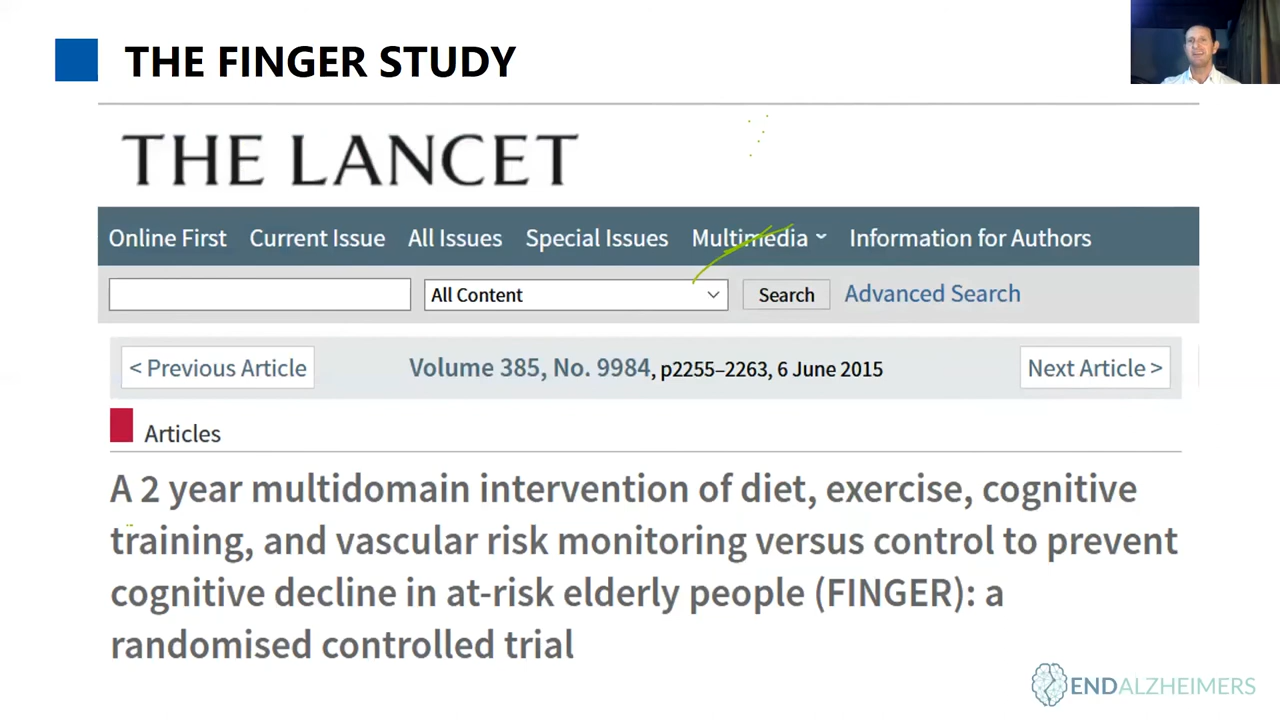 THE FINGER STUDY
THE LANCET
Online First Current Issue All Issues Special Issues Multimedia Information for Authors
All Content Search Advanced Search
< Previous Article Volume 385, No. 9984, p2255–2263, 6 June 2015 Next Article >
Articles
A 2 year multidomain intervention of diet, exercise, cognitive
training, and vascular risk monitoring versus control to prevent
cognitive decline in at-risk elderly people (FINGER): a
randomised controlled trial
ENDALZHEIMERS